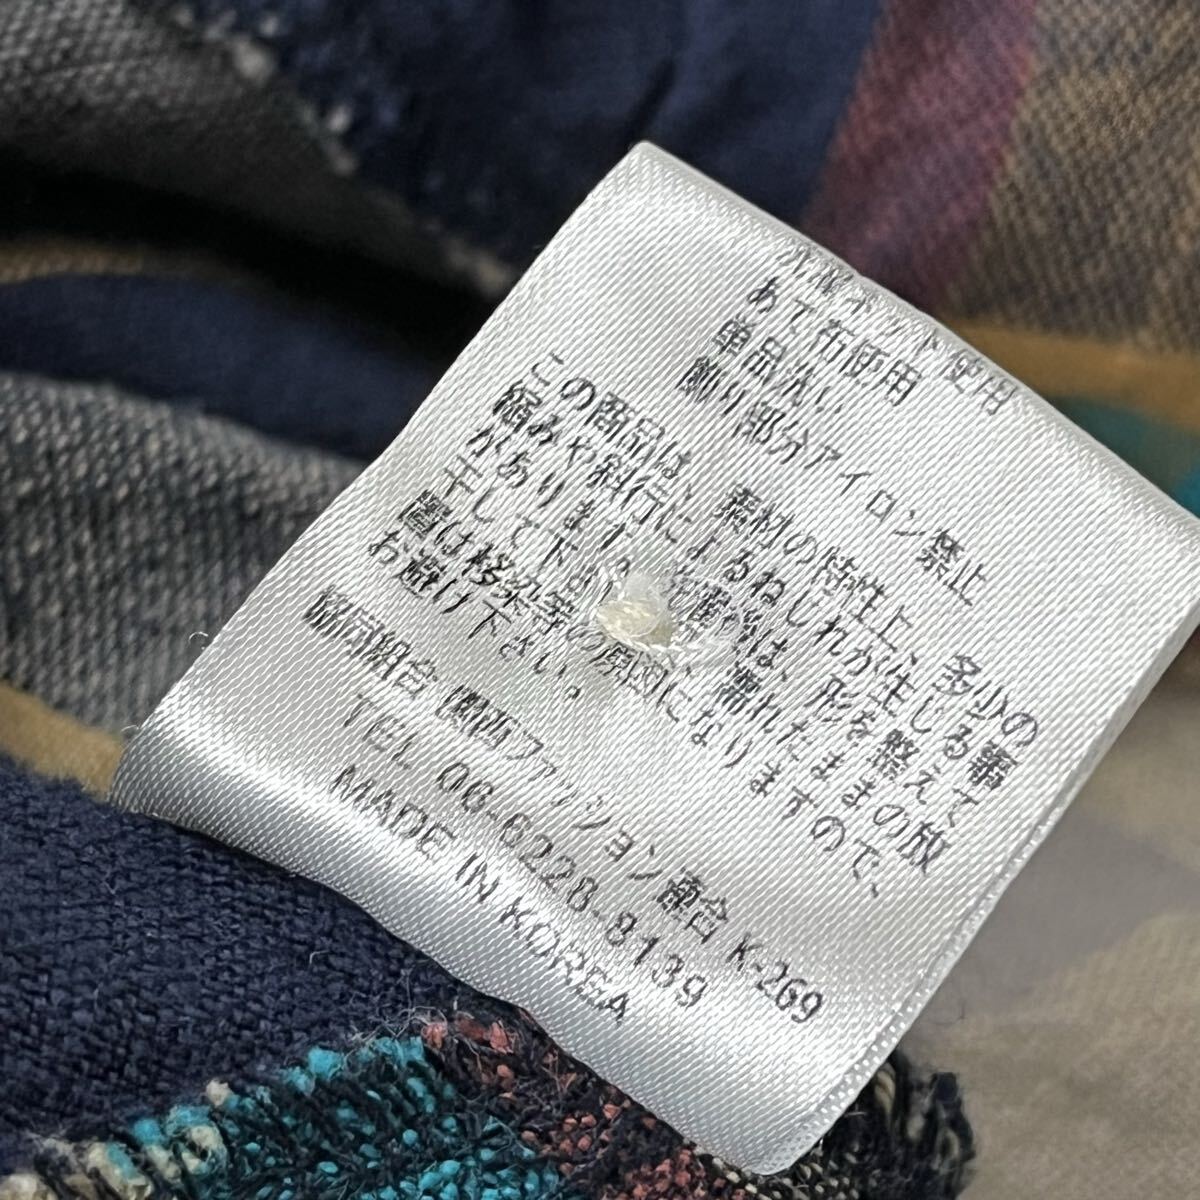 洗濯ネット使用
あて布使用
単品洗い
飾り部分アイロン禁止
この商品は、素材の特性上、多少の
歪みや斜行によるねじれが生じる事
があります。は、形を整えて
干して下さい。濡れたままの放
置は移染等の原因になりますので、
お避け下さい。
協同組合 関西ファッション連合 K-269
TEL 06-6228-8139
MADE IN KOREA